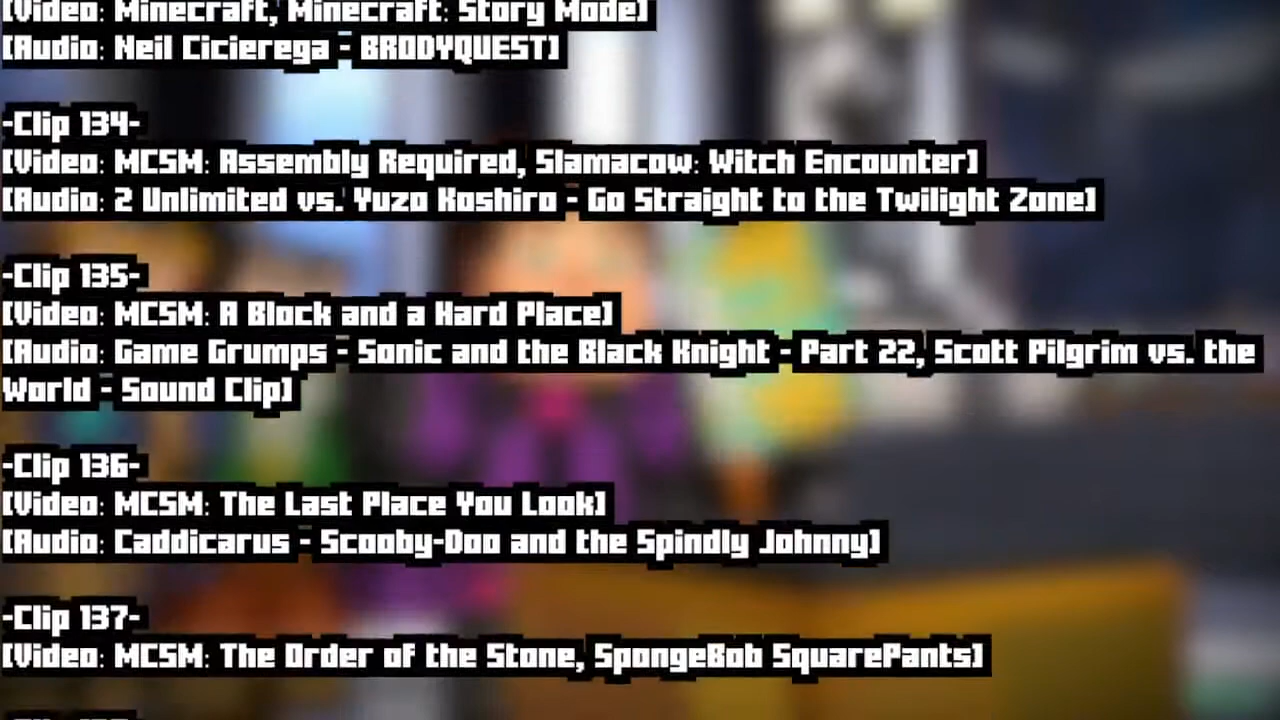 [Video: Minecraft, Minecraft: Story Mode]
[Audio: Neil Cicierega - BRODYQUEST]
-Clip 134-
[Video: MCSM: Assembly Required, Slamacow: Witch Encounter]
[Audio: 2 Unlimited vs. Yuzo Koshiro - Go Straight to the Twilight Zone]
-Clip 135-
[Video: MCSM: A Block and a Hard Place]
[Audio: Game Grumps - Sonic and the Black Knight - Part 22, Scott Pilgrim vs. the
World - Sound Clip]
-Clip 136-
[Video: MCSM: The Last Place You Look]
[Audio: Caddicarus - Scooby-Doo and the Spindly Johnny]
-Clip 137-
[Video: MCSM: The Order of the Stone, SpongeBob SquarePants]